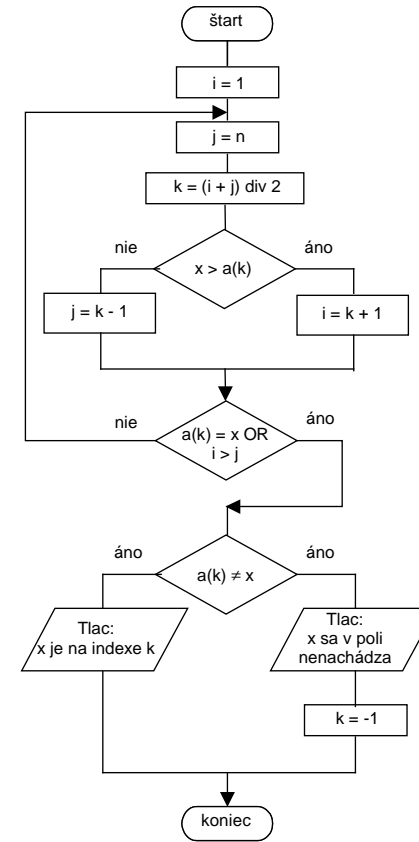 štart
i = 1
j = n
k = (i + j) div 2
nie
áno
x > a(k)
j = k - 1
i = k + 1
nie
áno
a(k) = x OR
i > j
áno
áno
a(k) ≠ x
Tlac:
x je na indexe k
Tlac:
x sa v poli
nenachádza
k = -1
koniec